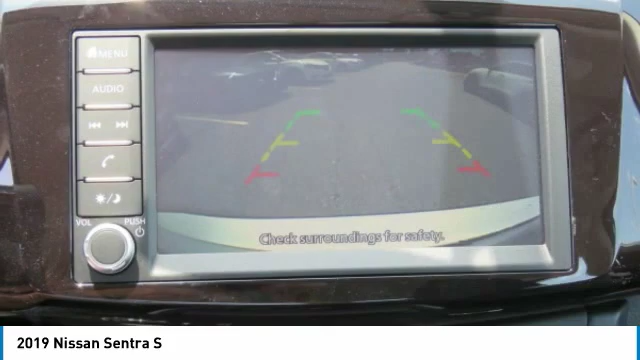 MENU
AUDIO
VOL
PUSH
Check surroundings for safety.
2019 Nissan Sentra S